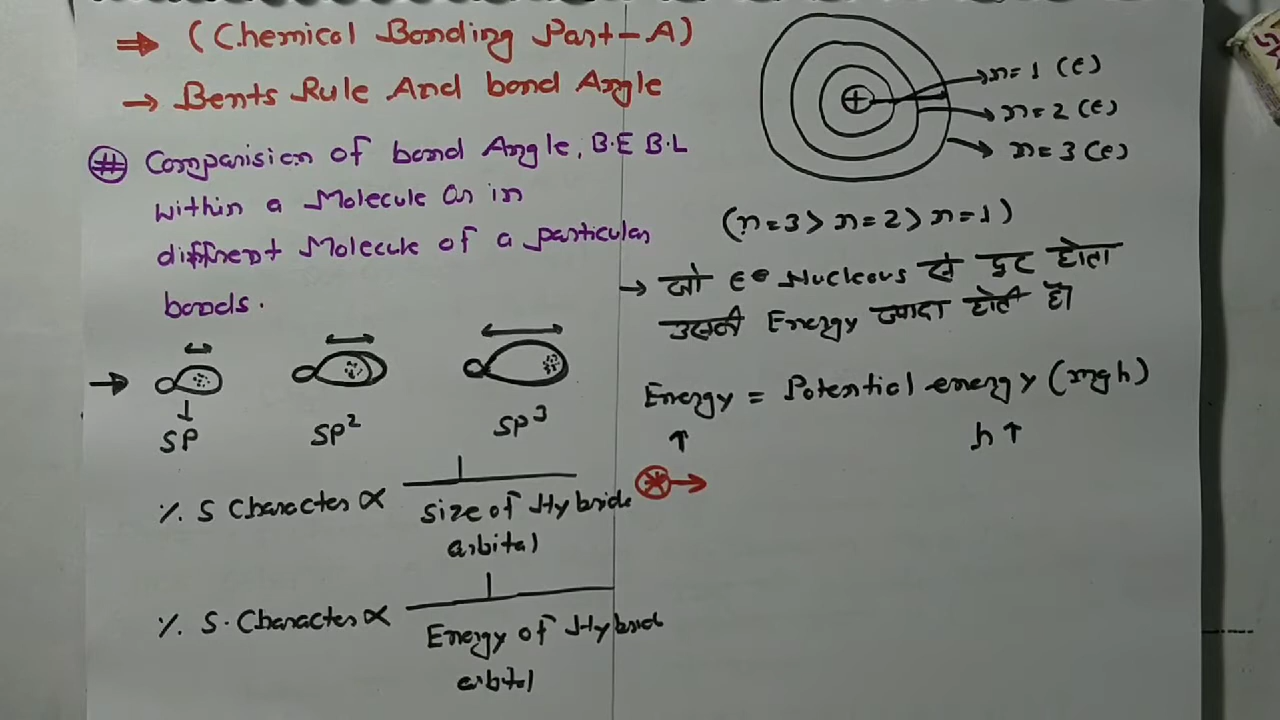 ⇒ (Chemical Bonding Part-A)
→ Bents Rule And bond Angle
# Comparision of bond Angle, B.E B.L
within a Molecule or in
diffrent Molecule of a particular
bonds.
SP SP² SP³
% S Character ∝ 1
Size of Hybride
orbital
% S. Character ∝ 1
Energy of Hybrid
orbital
+ n=1 (E)
n=2 (E)
n=3 (E)
(n=3 > n=2 > n=1)
→ जो e⊖ Nucleous से दुर होता
उसकी Energy ज्यादा होती है।
Energy = Potential energy (mgh)
↑ h↑